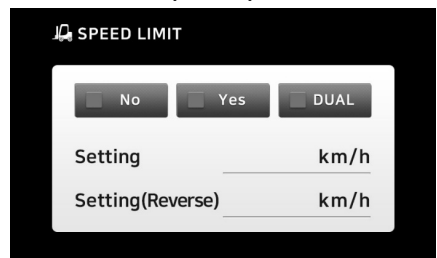 SPEED LIMIT
No Yes DUAL
Setting km/h
Setting(Reverse) km/h